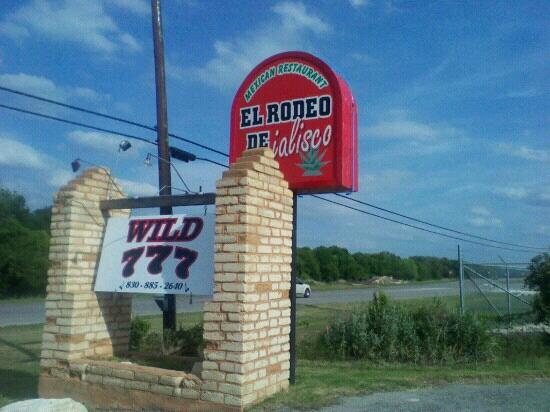 MEXICAN RESTAURANT
EL RODEO
DE jalisco
WILD
777
830 · 885 · 2640